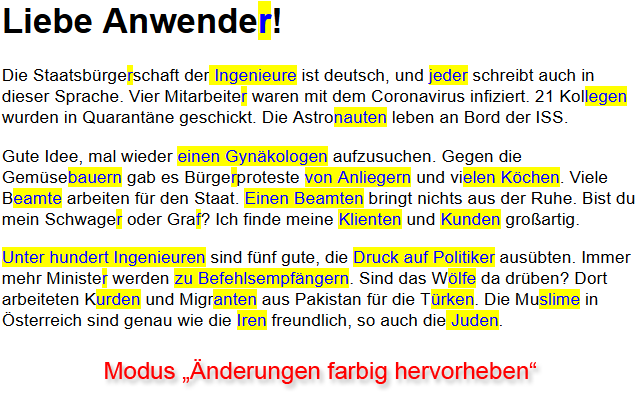 Liebe Anwender!
Die Staatsbürgerschaft der Ingenieure ist deutsch, und jeder schreibt auch in
dieser Sprache. Vier Mitarbeiter waren mit dem Coronavirus infiziert. 21 Kollegen
wurden in Quarantäne geschickt. Die Astronauten leben an Bord der ISS.
Gute Idee, mal wieder einen Gynäkologen aufzusuchen. Gegen die
Gemüsebauern gab es Bürgerproteste von Anliegern und vielen Köchen. Viele
Beamte arbeiten für den Staat. Einen Beamten bringt nichts aus der Ruhe. Bist du
mein Schwager oder Graf? Ich finde meine Klienten und Kunden großartig.
Unter hundert Ingenieuren sind fünf gute, die Druck auf Politiker ausübten. Immer
mehr Minister werden zu Befehlsempfängern. Sind das Wölfe da drüben? Dort
arbeiteten Kurden und Migranten aus Pakistan für die Türken. Die Muslime in
Österreich sind genau wie die Iren freundlich, so auch die Juden.
Modus „Änderungen farbig hervorheben“